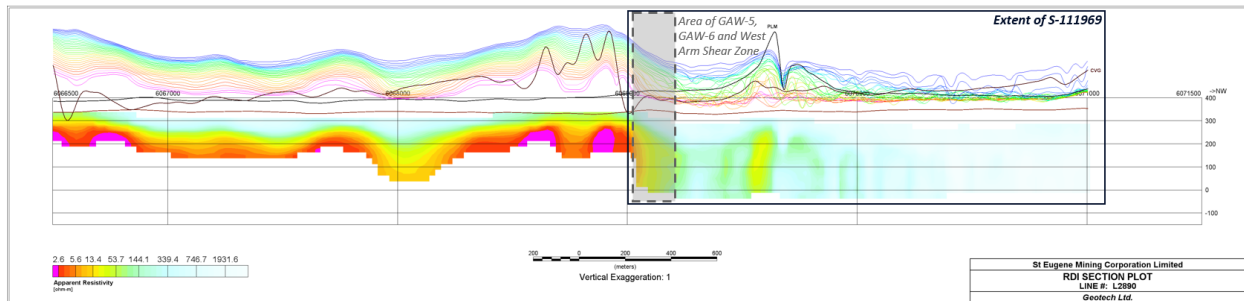 Area of GAW-5,
GAW-6 and West
Arm Shear Zone
PLM
Extent of S-111969
CVG
->NW
6066500
6067000
6068000
6069000
6070000
6071000
6071500
400
300
200
100
0
-100
2.6 5.6 13.4 53.7 144.1 339.4 746.7 1931.6
Apparent Resistivity
[ohm-m]
200 0 200 400 600
(meters)
Vertical Exaggeration: 1
St Eugene Mining Corporation Limited
RDI SECTION PLOT
LINE #: L2890
Geotech Ltd.